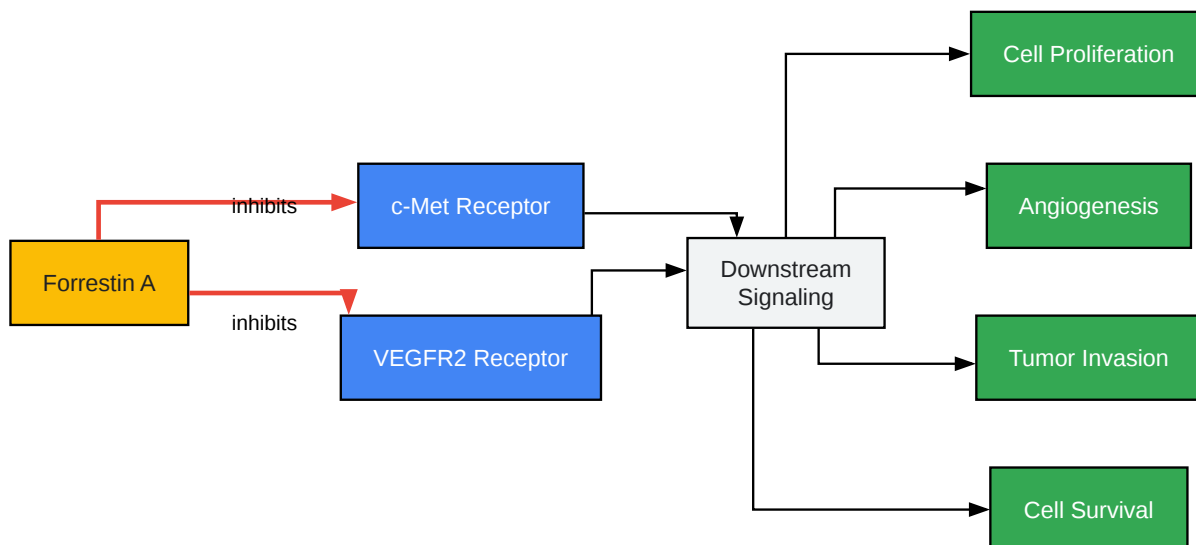 Cell Proliferation
inhibits
c-Met Receptor
Angiogenesis
Forrestin A
Downstream
Signaling
inhibits
VEGFR2 Receptor
Tumor Invasion
Cell Survival